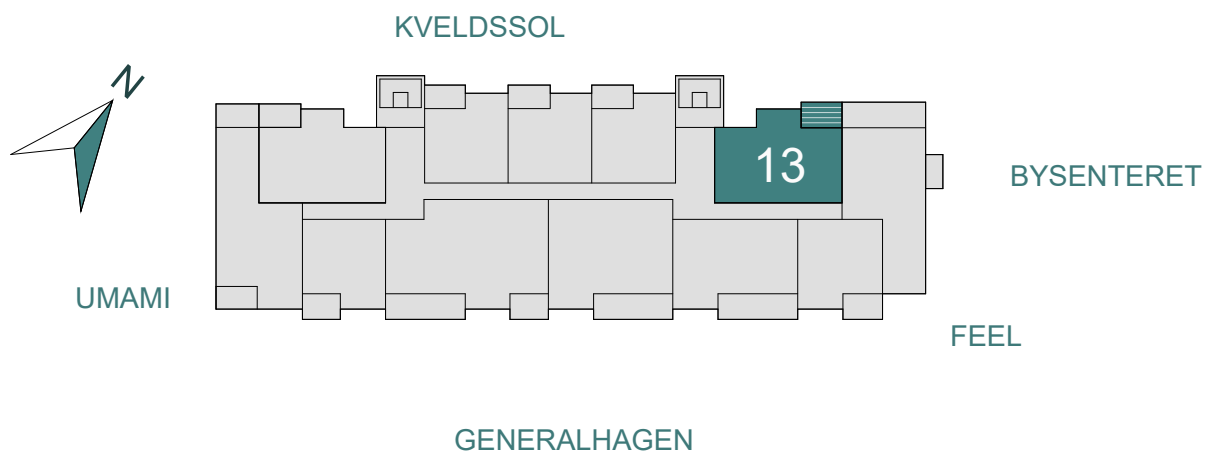 KVELDSSOL
N
13
BYSENTERET
UMAMI
FEEL
GENERALHAGEN